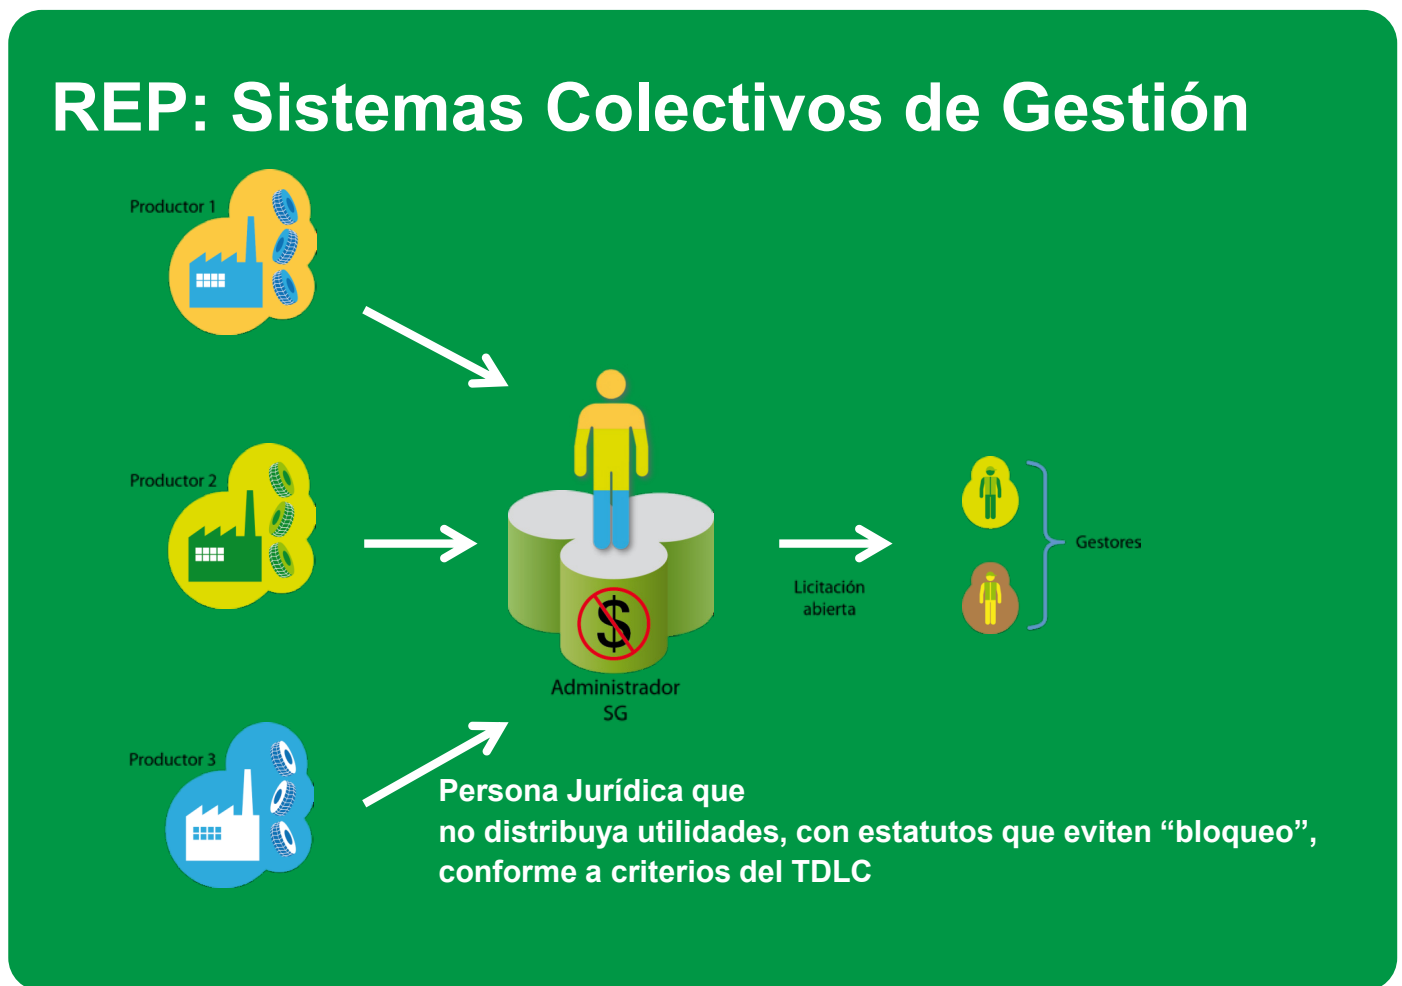 REP: Sistemas Colectivos de Gestión
Productor 1
Productor 2
Productor 3
$
Administrador
SG
Licitación
abierta
Gestores
Persona Jurídica que
no distribuya utilidades, con estatutos que eviten “bloqueo”,
conforme a criterios del TDLC